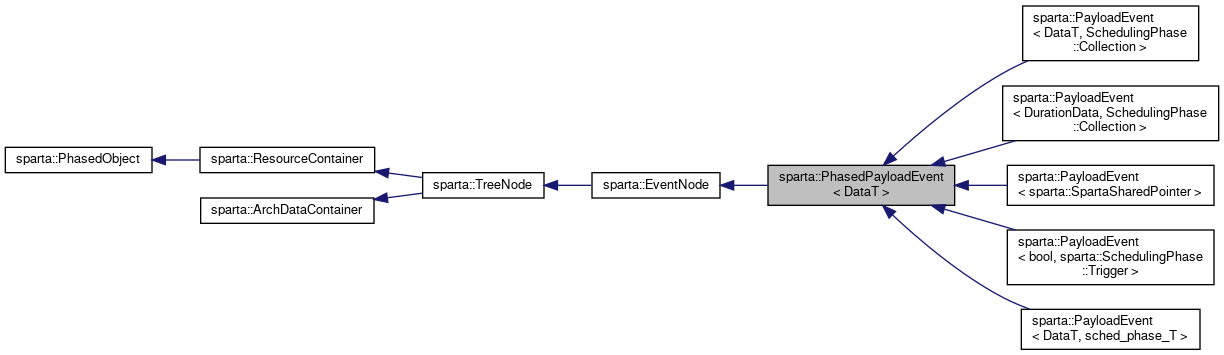 sparta::PhasedObject
sparta::ResourceContainer
sparta::ArchDataContainer
sparta::TreeNode
sparta::EventNode
sparta::PhasedPayloadEvent
< DataT >
sparta::PayloadEvent
< DataT, SchedulingPhase
::Collection >
sparta::PayloadEvent
< DurationData, SchedulingPhase
::Collection >
sparta::PayloadEvent
< sparta::SpartaSharedPointer >
sparta::PayloadEvent
< bool, sparta::SchedulingPhase
::Trigger >
sparta::PayloadEvent
< DataT, sched_phase_T >